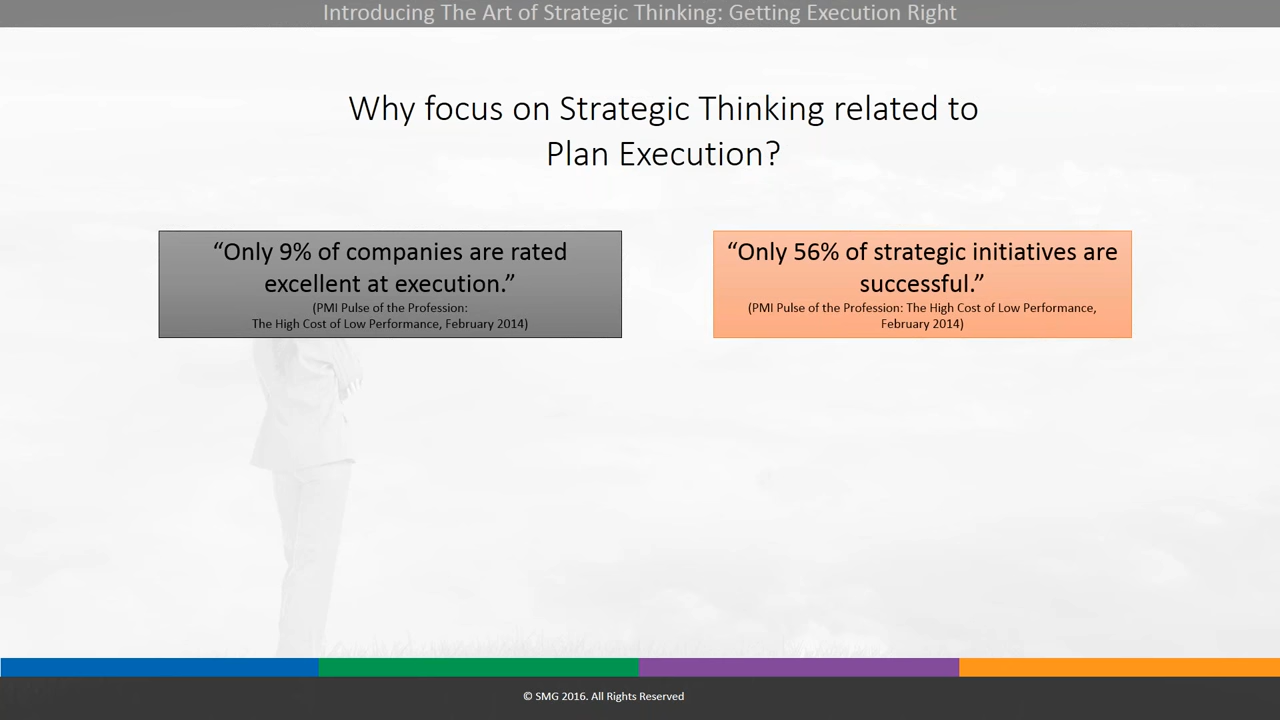 Introducing The Art of Strategic Thinking: Getting Execution Right
Why focus on Strategic Thinking related to
Plan Execution?
“Only 9% of companies are rated
excellent at execution.”
(PMI Pulse of the Profession:
The High Cost of Low Performance, February 2014)
“Only 56% of strategic initiatives are
successful.”
(PMI Pulse of the Profession: The High Cost of Low Performance,
February 2014)
© SMG 2016. All Rights Reserved